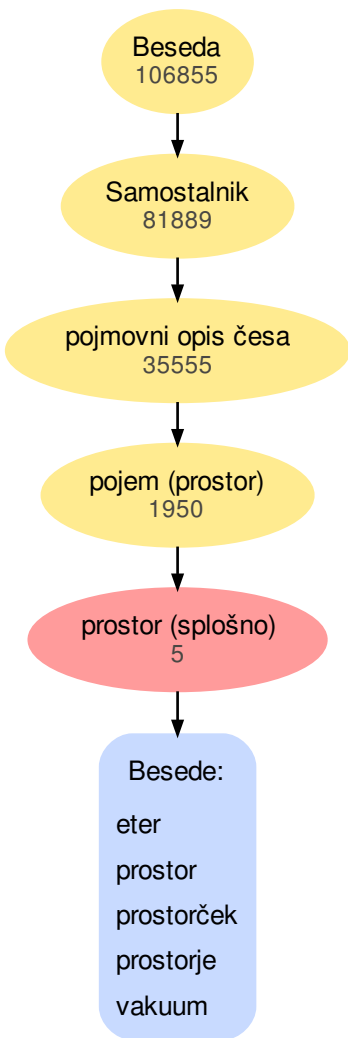 Beseda
106855
Samostalnik
81889
pojmovni opis česa
35555
pojem (prostor)
1950
prostor (splošno)
5
Besede:
eter
prostor
prostorček
prostorje
vakuum